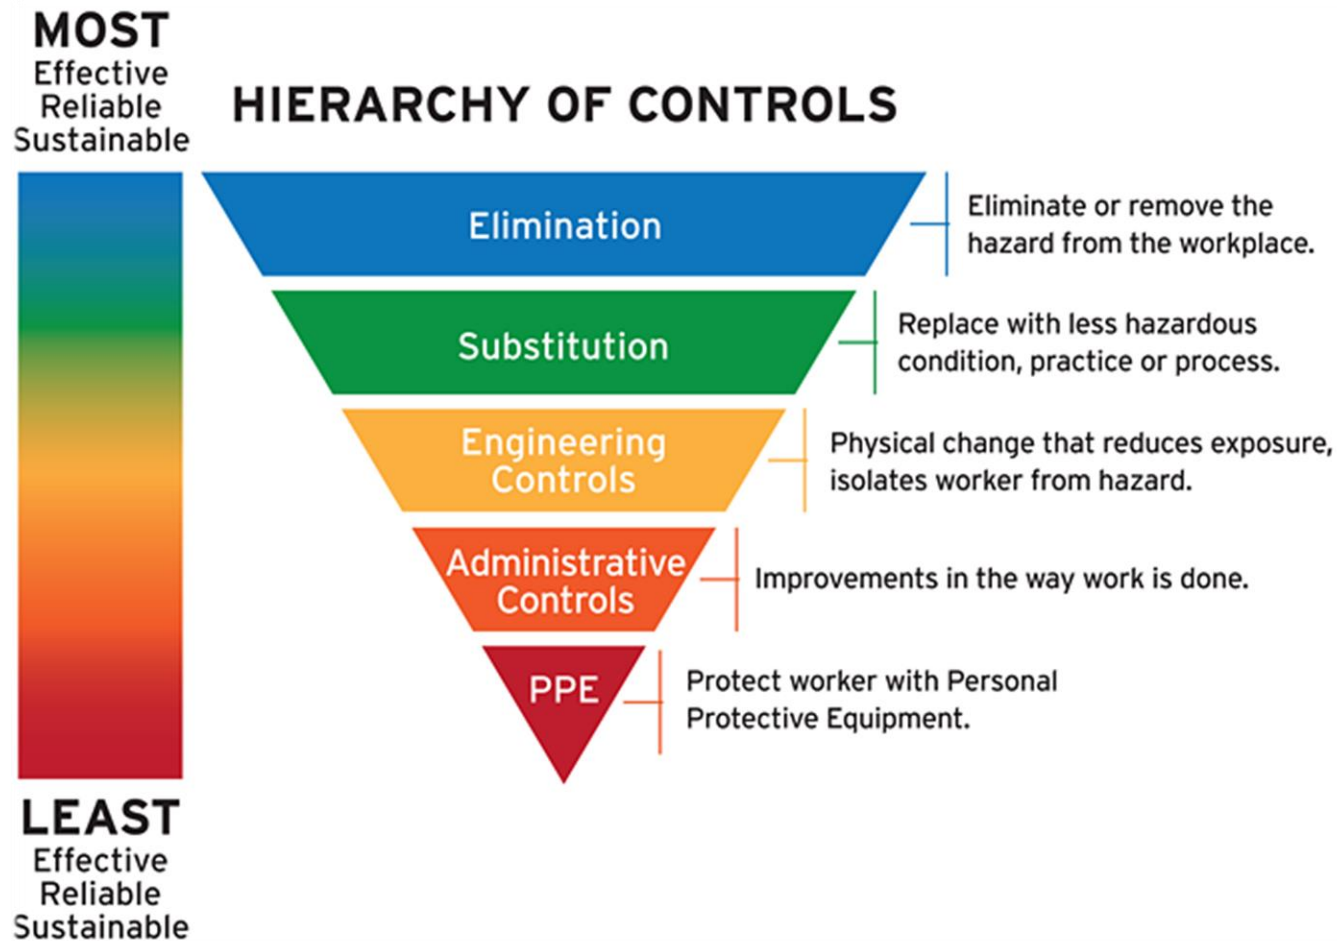 MOST
Effective
Reliable
Sustainable
HIERARCHY OF CONTROLS
Elimination
Eliminate or remove the
hazard from the workplace.
Substitution
Replace with less hazardous
condition, practice or process.
Engineering
Controls
Physical change that reduces exposure,
isolates worker from hazard.
Administrative
Controls
Improvements in the way work is done.
PPE
Protect worker with Personal
Protective Equipment.
LEAST
Effective
Reliable
Sustainable